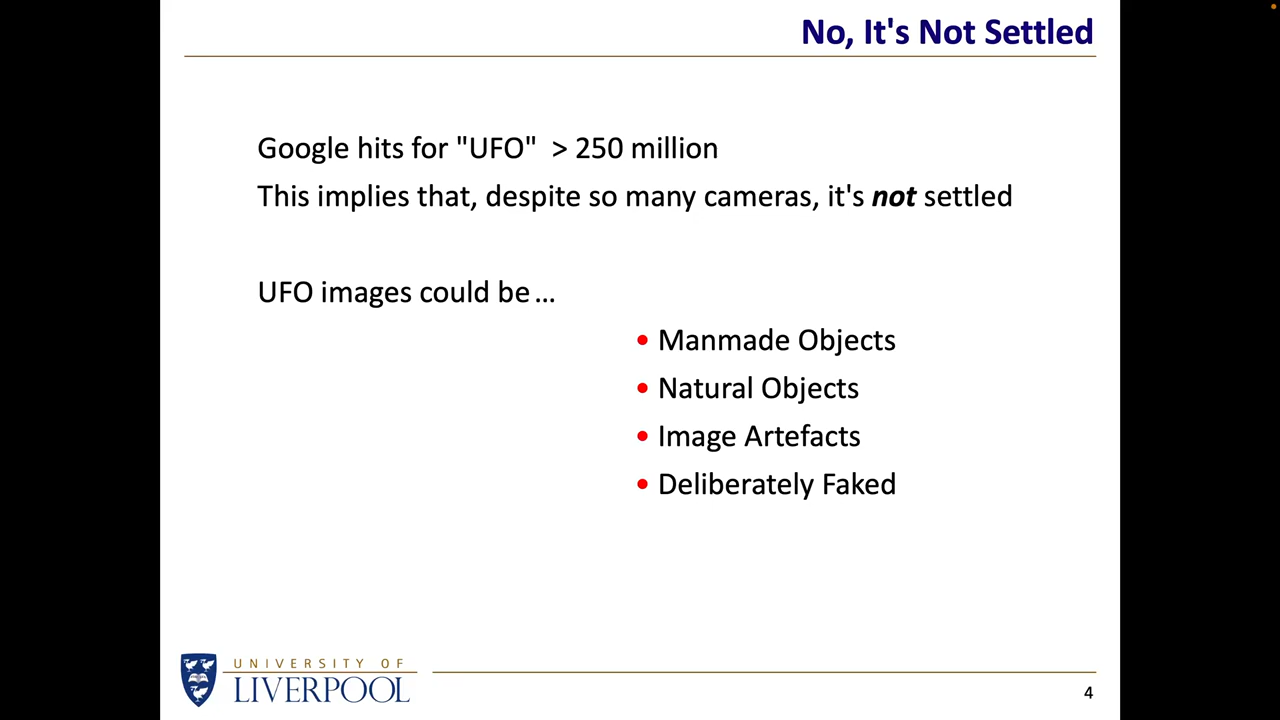 No, It's Not Settled
Google hits for "UFO" > 250 million
This implies that, despite so many cameras, it's not settled
UFO images could be …
• Manmade Objects
• Natural Objects
• Image Artefacts
• Deliberately Faked
UNIVERSITY OF
LIVERPOOL
4